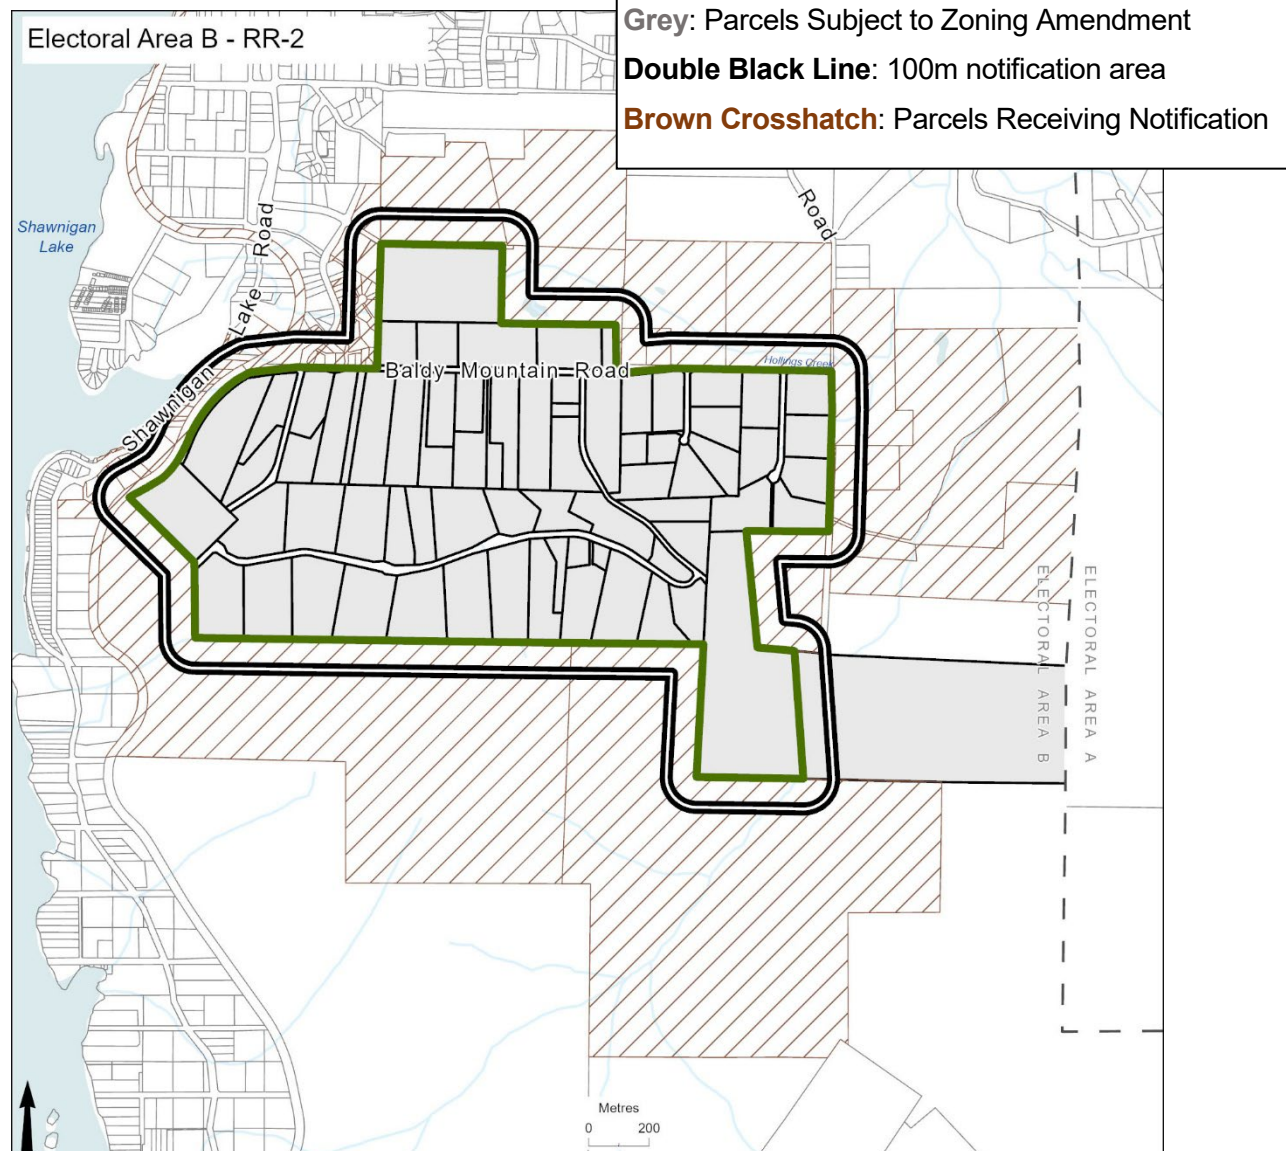 Electoral Area B - RR-2
Grey: Parcels Subject to Zoning Amendment
Double Black Line: 100m notification area
Brown Crosshatch: Parcels Receiving Notification
Shawnigan
Lake
Road
Shawnigan Lake Road
Hollings Creek
Baldy Mountain Road
ELECTORAL AREA B
ELECTORAL AREA A
Metres
0 200